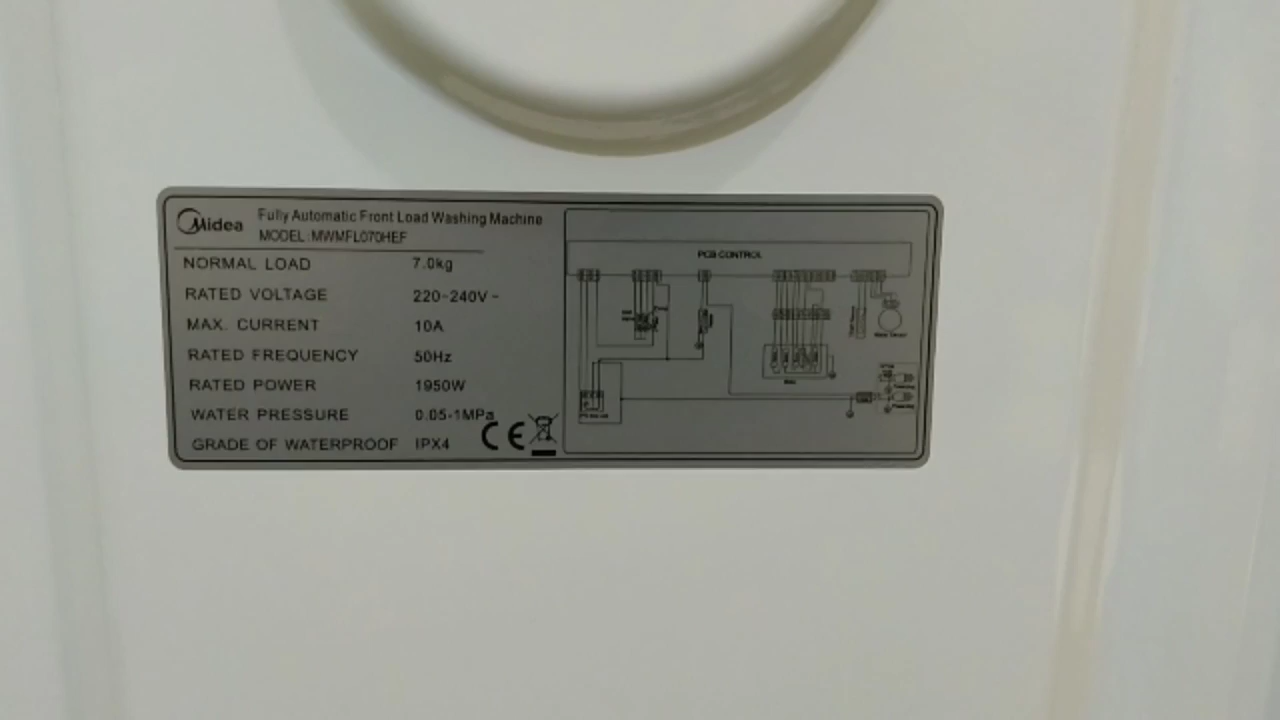 Midea
Fully Automatic Front Load Washing Machine
MODEL:MWMFL070HEF
NORMAL LOAD 7.0kg
RATED VOLTAGE 220-240V~
MAX. CURRENT 10A
RATED FREQUENCY 50Hz
RATED POWER 1950W
WATER PRESSURE 0.05-1MPa
GRADE OF WATERPROOF IPX4
CE
PCB CONTROL